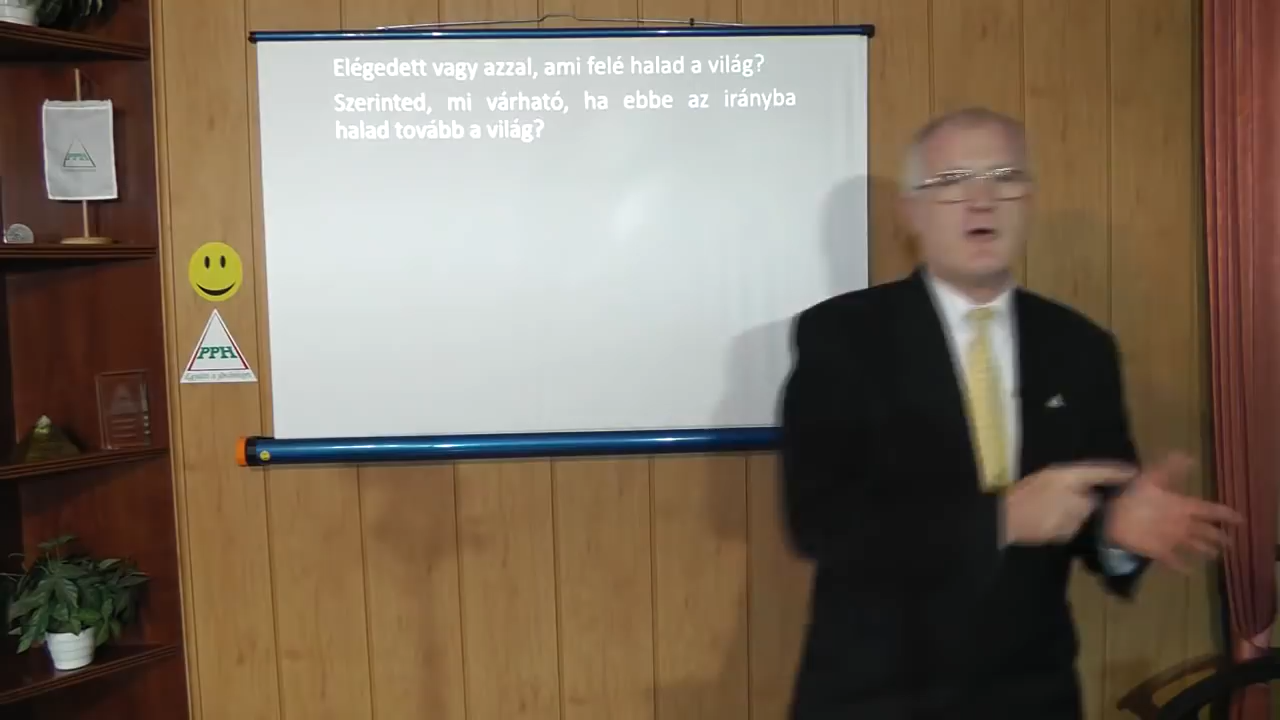 Elégedett vagy azzal, ami felé halad a világ?
Szerinted, mi várható, ha ebbe az irányba
halad tovább a világ?
PPH